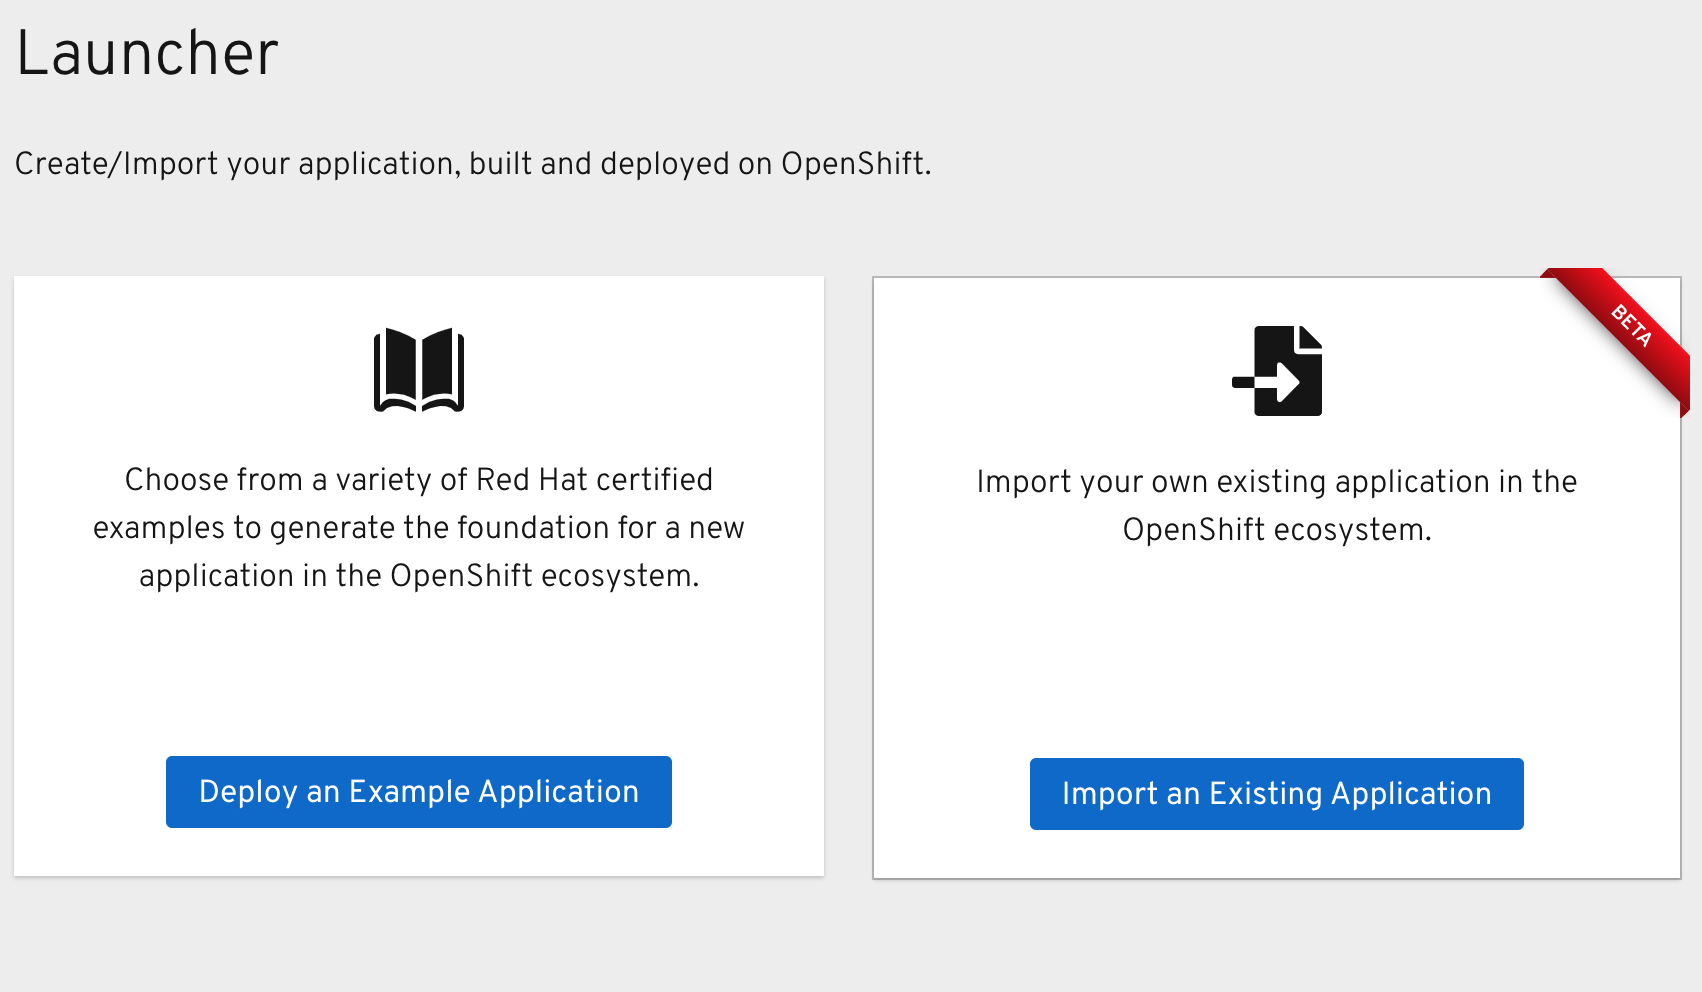 Launcher
Create/Import your application, built and deployed on OpenShift.
Choose from a variety of Red Hat certified
examples to generate the foundation for a new
application in the OpenShift ecosystem.
Deploy an Example Application
BETA
Import your own existing application in the
OpenShift ecosystem.
Import an Existing Application